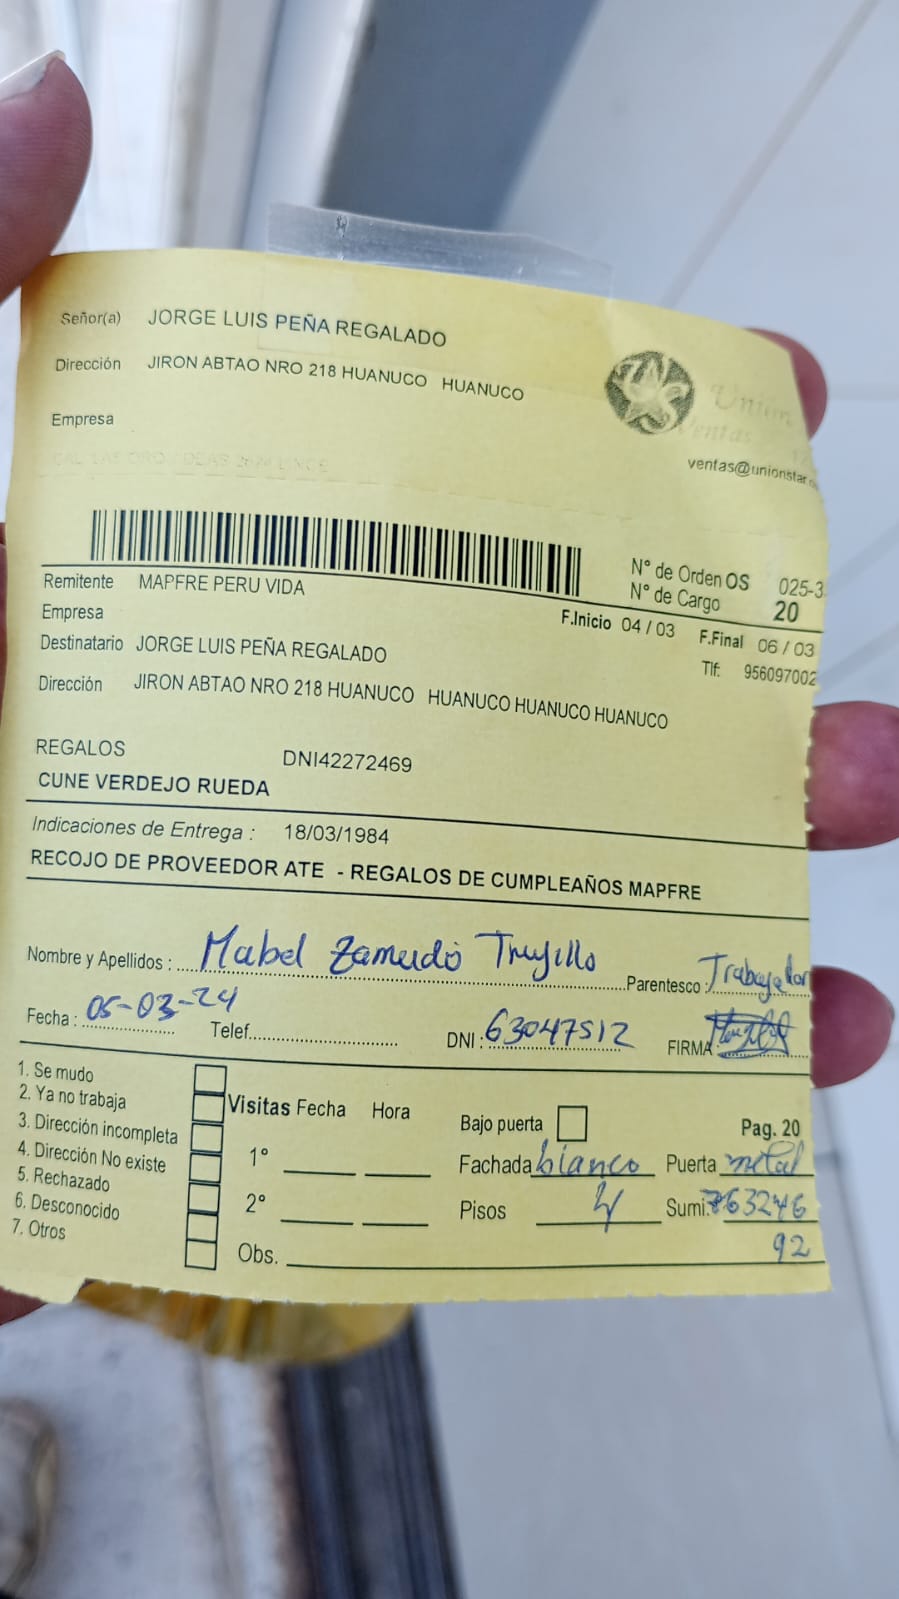 Señor(a) JORGE LUIS PEÑA REGALADO
Dirección JIRON ABTAO NRO 218 HUANUCO HUANUCO
Empresa
Unión
Ventas
ventas@unionstar.
N° de Orden OS 025-3
N° de Cargo 20
Remitente MAPFRE PERU VIDA
Empresa
F.Inicio 04 / 03 F.Final 06 / 03
Destinatario JORGE LUIS PEÑA REGALADO
Tlf: 956097002
Dirección JIRON ABTAO NRO 218 HUANUCO HUANUCO HUANUCO HUANUCO
REGALOS DNI42272469
CUNE VERDEJO RUEDA
Indicaciones de Entrega : 18/03/1984
RECOJO DE PROVEEDOR ATE - REGALOS DE CUMPLEAÑOS MAPFRE
Nombre y Apellidos : Mabel Zamudio Trujillo Parentesco : Trabajador
Fecha : 05-03-24 Telef. DNI : 63047512 FIRMA
1. Se mudo
2. Ya no trabaja
3. Dirección incompleta
4. Dirección No existe
5. Rechazado
6. Desconocido
7. Otros
Visitas Fecha Hora
1°
2°
Obs.
Bajo puerta Pag. 20
Fachada blanco Puerta metal
Pisos 4 Sumi. 763246
92